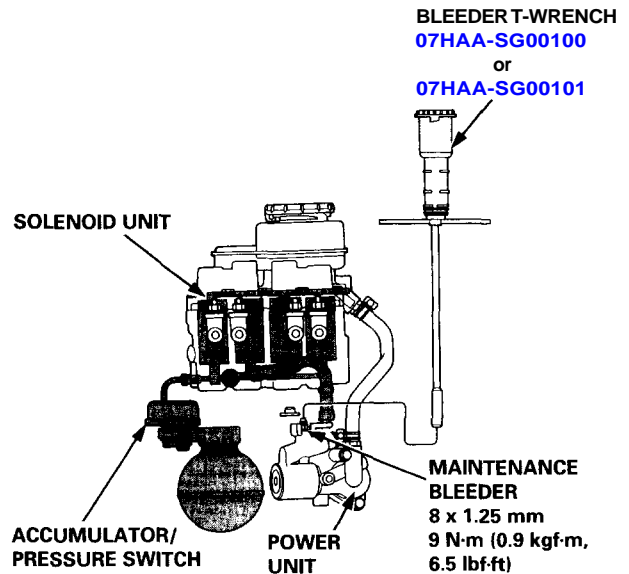 BLEEDER T-WRENCH
07HAA-SG00100
or
07HAA-SG00101
SOLENOID UNIT
ACCUMULATOR/
PRESSURE SWITCH
POWER
UNIT
MAINTENANCE
BLEEDER
8 x 1.25 mm
9 N·m (0.9 kgf·m,
6.5 lbf·ft)